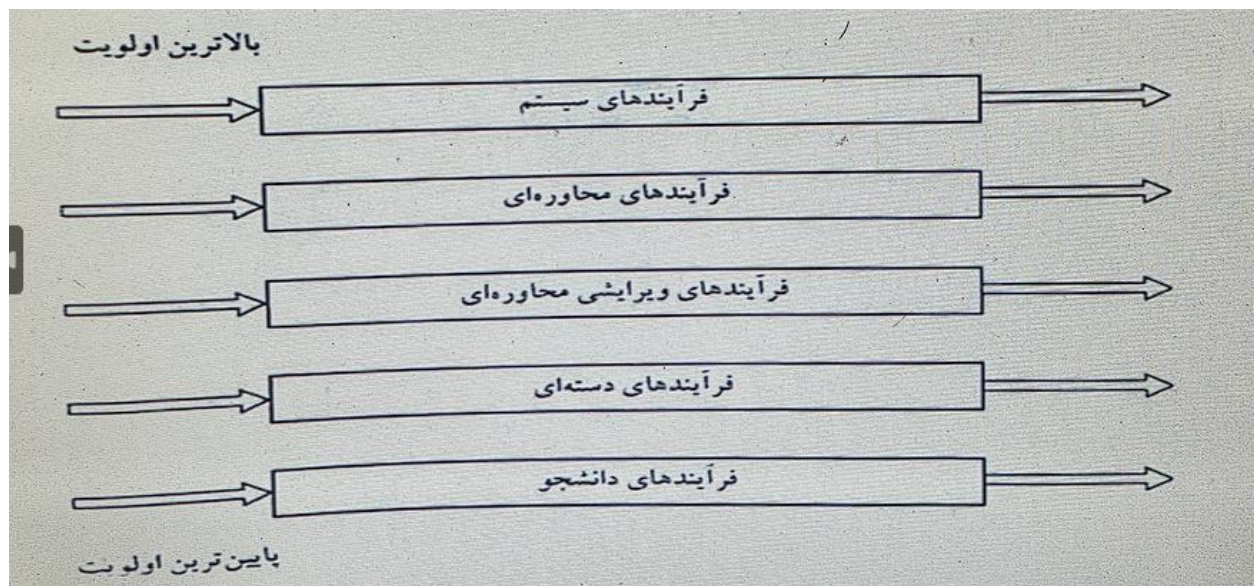 بالاترین اولویت
فرآیندهای سیستم
فرآیندهای محاوره‌ای
فرآیندهای ویرایشی محاوره‌ای
فرآیندهای دسته‌ای
فرآیندهای دانشجو
پایین‌ترین اولویت